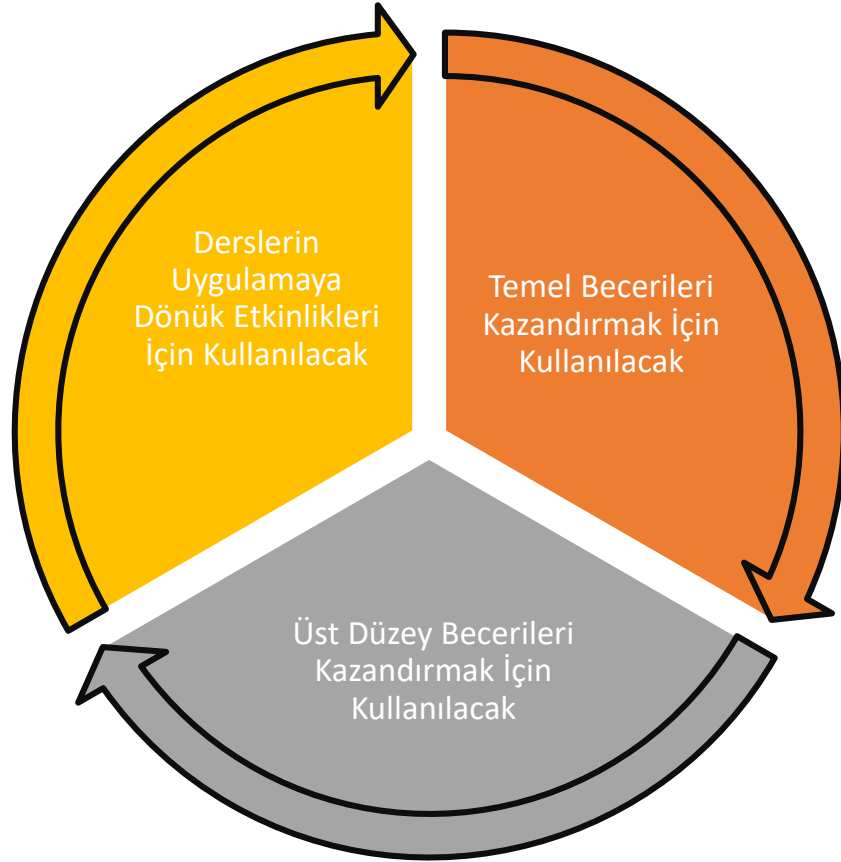 Derslerin
Uygulamaya
Dönük Etkinlikleri
İçin Kullanılacak
Temel Becerileri
Kazandırmak İçin
Kullanılacak
Üst Düzey Becerileri
Kazandırmak İçin
Kullanılacak